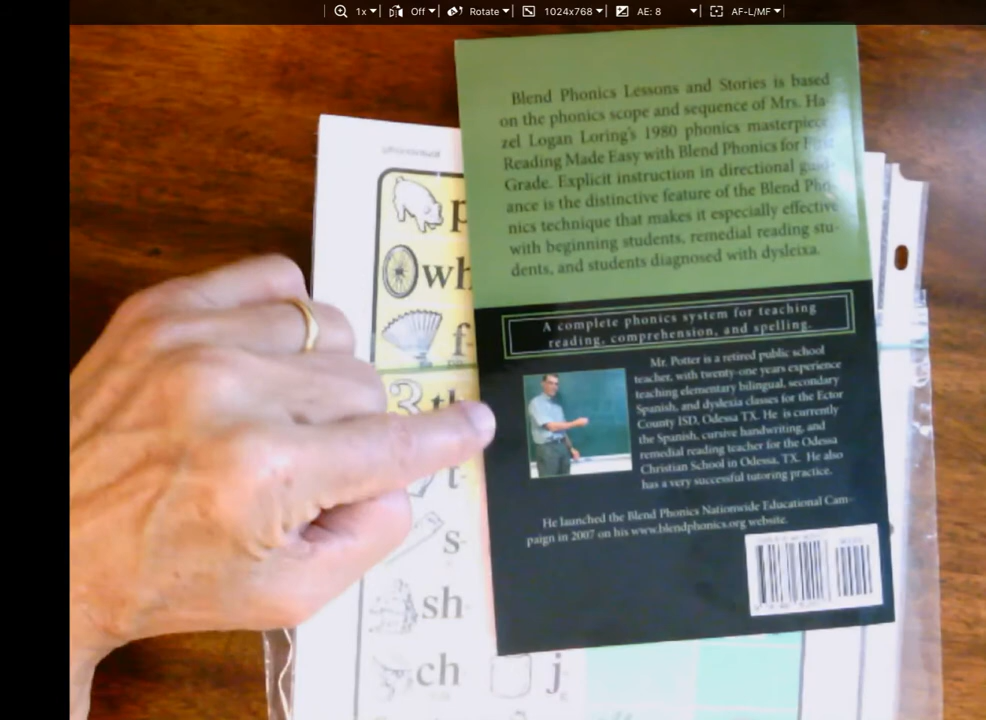 1x
Off
Rotate
1024x768
AE: 8
AF-L/MF
Blend Phonics Lessons and Stories is based
on the phonics scope and sequence of Mrs. Ha-
zel Logan Loring's 1980 phonics masterpiece
Reading Made Easy with Blend Phonics for First
Grade. Explicit instruction in directional guid-
ance is the distinctive feature of the Blend Pho-
nics technique that makes it especially effective
with beginning students, remedial reading stu-
dents, and students diagnosed with dysleixa.
A complete phonics system for teaching
reading, comprehension, and spelling.
Mr. Potter is a retired public school
teacher, with twenty-one years experience
teaching elementary bilingual, secondary
Spanish, and dyslexia classes for the Ector
County ISD, Odessa TX. He is currently
the Spanish, cursive handwriting, and
remedial reading teacher for the Odessa
Christian School in Odessa, TX. He also
has a very successful tutoring practice.
He launched the Blend Phonics Nationwide Educational Cam-
paign in 2007 on his www.blendphonics.org website.
p
wh
f-
3 th
t-
s-
sh
ch
j